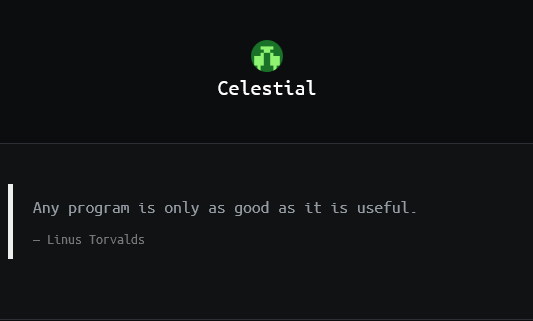 Celestial
Any program is only as good as it is useful.
— Linus Torvalds